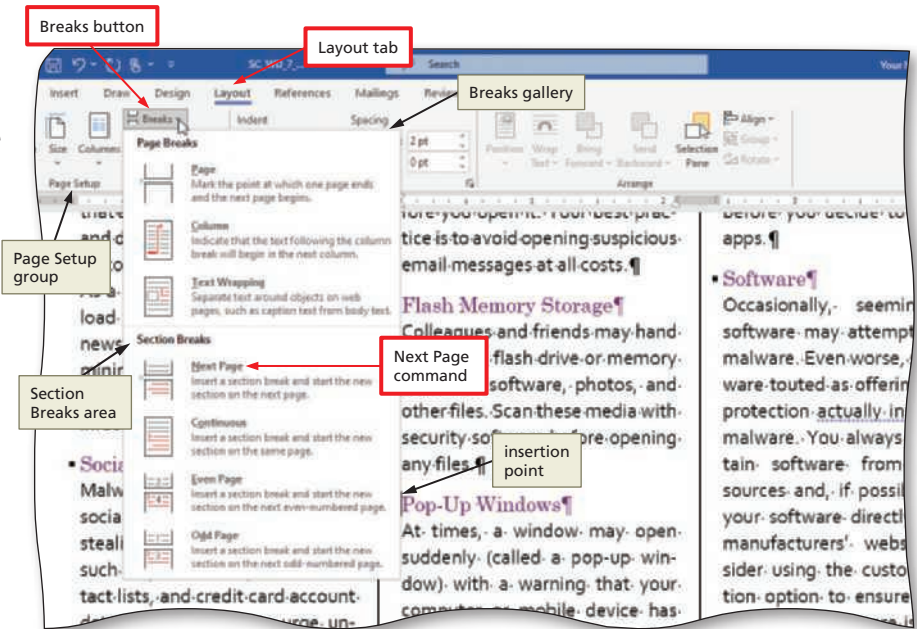 Breaks button
Layout tab
Search
Insert Draw Design Layout References Mailings
Breaks gallery
Breaks
Indent
Spacing
Align
Size
Columns
2 pt
0 pt
Position
Wrap
Text
Bring
Forward
Send
Backward
Selection
Pane
Group
Rotate
Page Setup
Arrange
Page Breaks
Page
Mark the point at which one page ends
and the next page begins.
Column
Indicate that the text following the column
break will begin in the next column.
Text Wrapping
Separate text around objects on web
pages, such as caption text from body text.
Section Breaks
Next Page
Insert a section break and start the new
section on the next page.
Continuous
Insert a section break and start the new
section on the same page.
Even Page
Insert a section break and start the new
section on the next even-numbered page.
Odd Page
Insert a section break and start the new
section on the next odd-numbered page.
Page Setup
group
Section
Breaks area
Next Page
command
insertion
point
load
news
Socia
Malw
socia
steali
such
tact·lists,·and·credit·card·account·
fore·you·open·it.·Your·best·prac-
tice·is·to·avoid·opening·suspicious·
email·messages·at·all·costs.¶
Flash Memory Storage¶
Colleagues·and·friends·may·hand·
flash·drive·or·memory·
software,·photos,·and·
other·files.·Scan·these·media·with·
security·software·before·opening·
any·files.¶
Pop-Up Windows¶
At·times,·a·window·may·open·
suddenly·(called·a·pop-up·win-
dow)·with·a·warning·that·your·
computer·or·mobile·device·has·
before·you·decide·to
apps.¶
Software¶
Occasionally,·seemin
software·may·attempt
malware.·Even·worse,
ware·touted·as·offerin
protection·actually·in
malware.·You·always
tain·software·from
sources·and,·if·possil
your·software·directl
manufacturers'·webs
sider·using·the·custo
tion·option·to·ensure